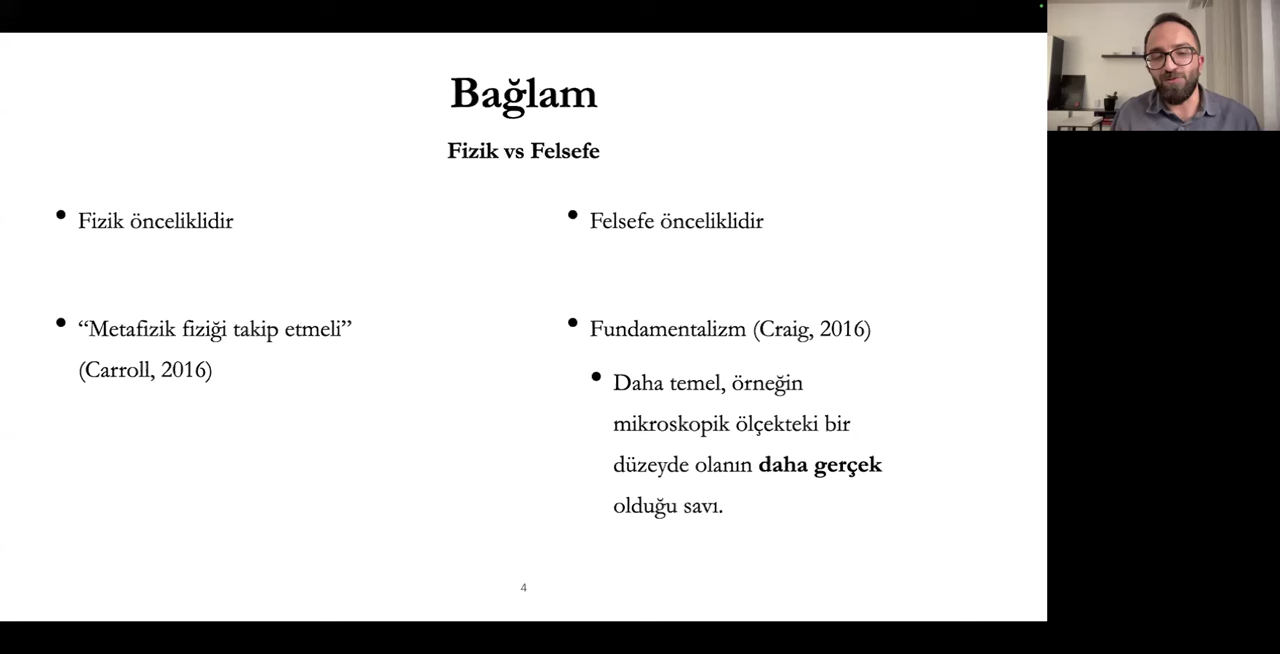 Bağlam
Fizik vs Felsefe
• Fizik önceliklidir
• “Metafizik fiziği takip etmeli”
(Carroll, 2016)
• Felsefe önceliklidir
• Fundamentalizm (Craig, 2016)
• Daha temel, örneğin
mikroskopik ölçekteki bir
düzeyde olanın daha gerçek
olduğu savı.
4